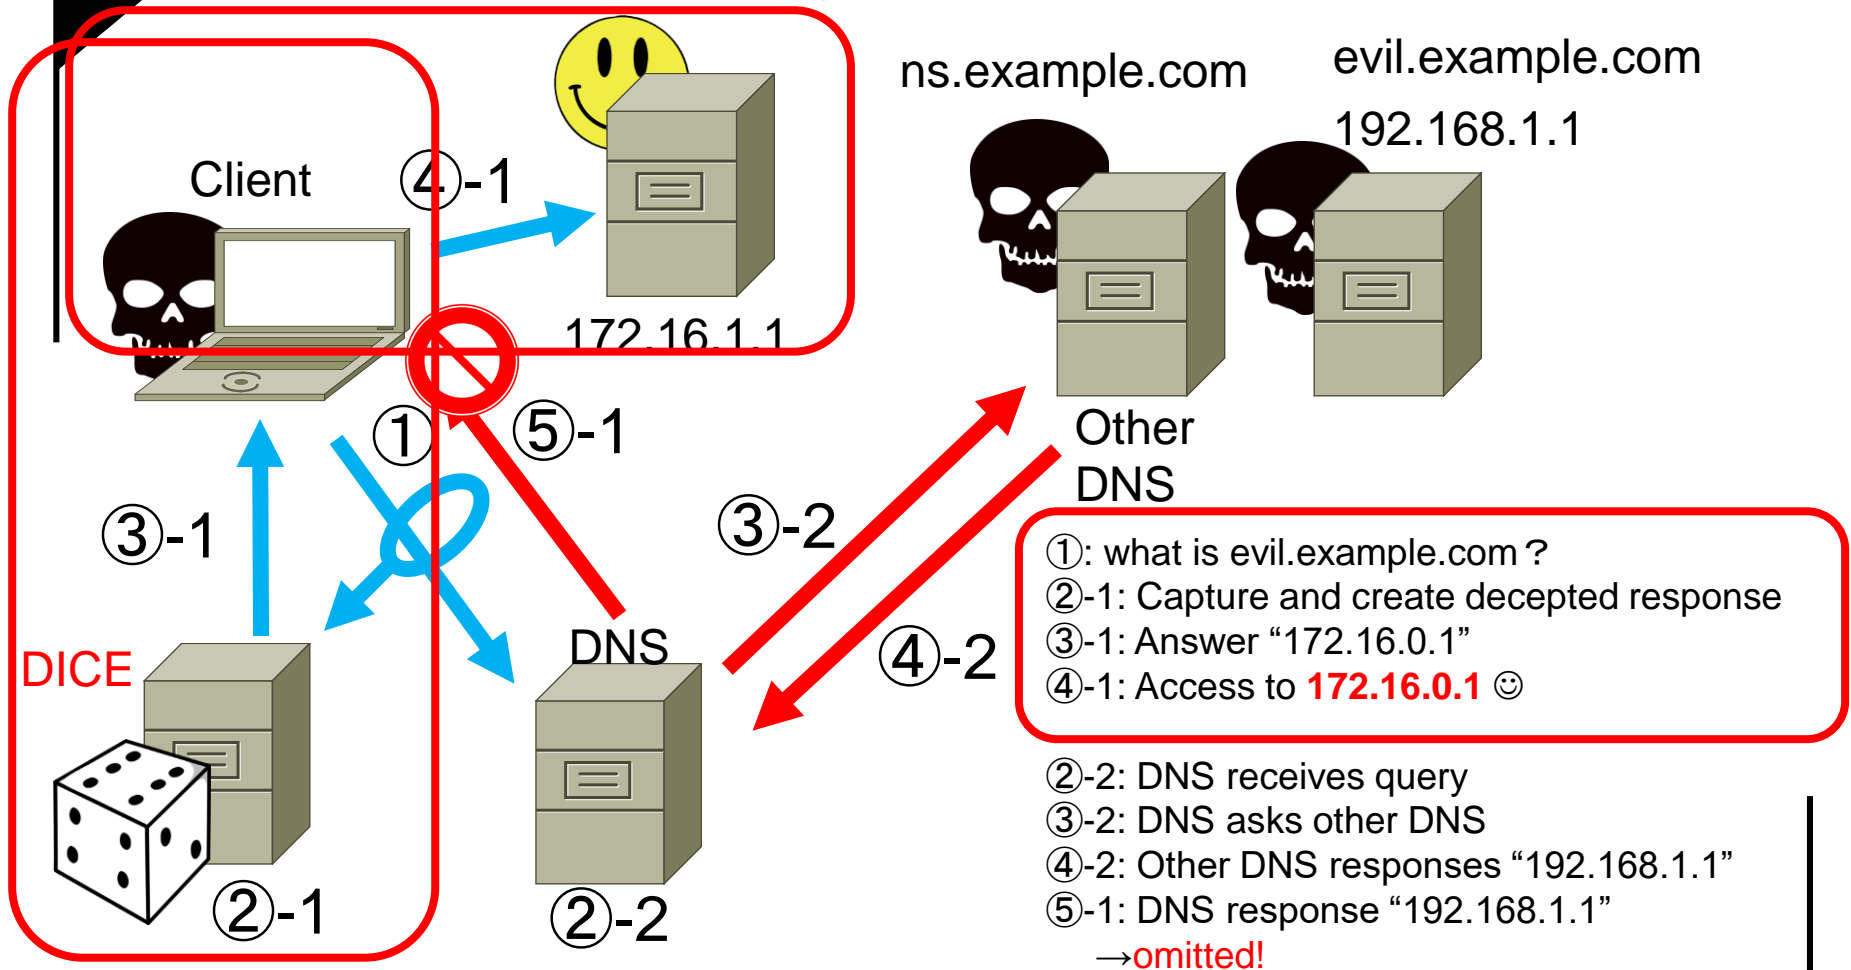 ns.example.com
evil.example.com
192.168.1.1
Client
④-1
172.16.1.1
①
⑤-1
Other
DNS
③-1
③-2
④-2
DICE
DNS
②-1
②-2
①: what is evil.example.com？
②-1: Capture and create decepted response
③-1: Answer “172.16.0.1”
④-1: Access to 172.16.0.1 ☺
②-2: DNS receives query
③-2: DNS asks other DNS
④-2: Other DNS responses “192.168.1.1”
⑤-1: DNS response “192.168.1.1”
→omitted!